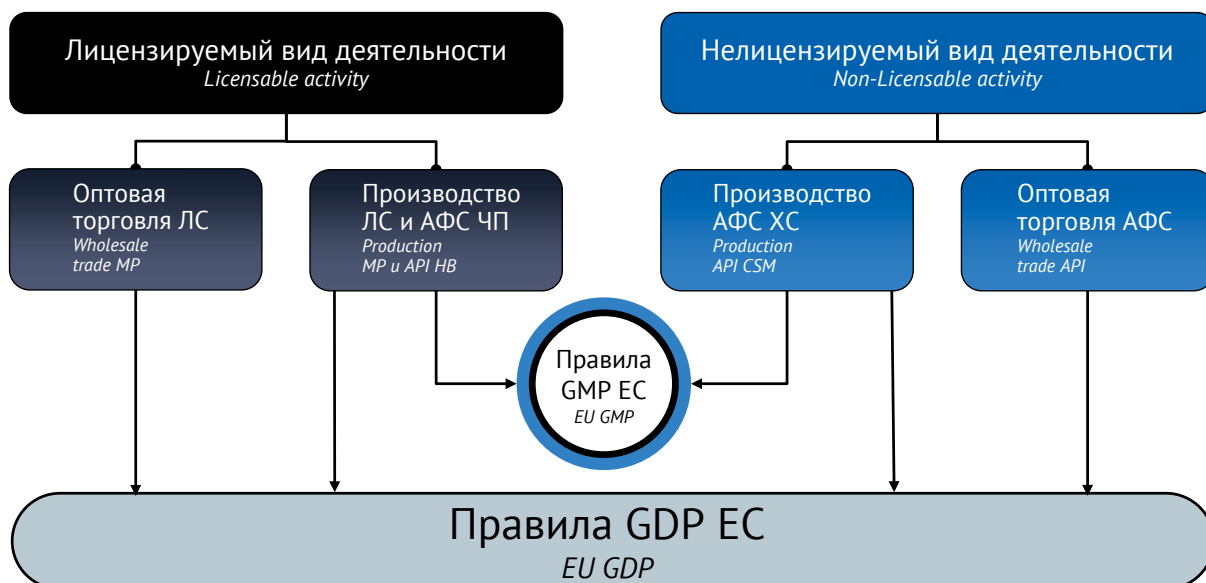 Лицензируемый вид деятельности
Licensable activity
Нелицензируемый вид деятельности
Non-Licensable activity
Оптовая
торговля ЛС
Wholesale
trade MP
Производство
ЛС и АФС ЧП
Production
MP и API HB
Производство
АФС ХС
Production
API CSM
Оптовая
торговля АФС
Wholesale
trade API
Правила
GMP ЕС
EU GMP
Правила GDP ЕС
EU GDP